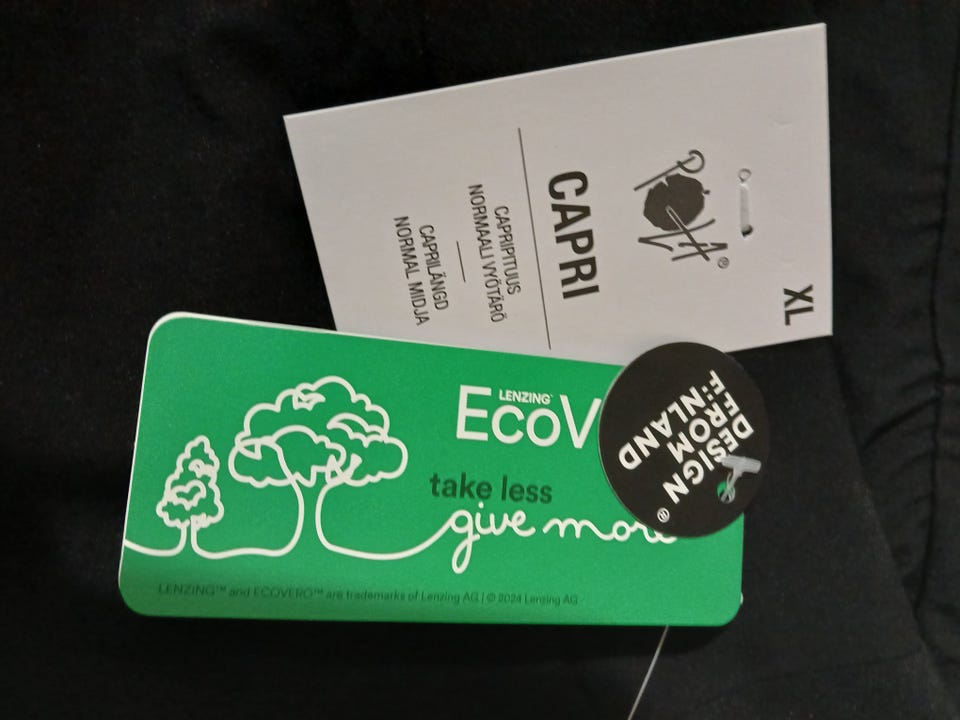 XL
®
CAPRI
CAPRIPITUUS
NORMAALI VYÖTÄRÖ
CAPRILÄNGD
NORMAL MIDJA
DESIGN®
FROM
FINLAND
LENZING™
EcoV
take less
give more
LENZING™ and ECOVERO™ are trademarks of Lenzing AG | © 2024 Lenzing AG